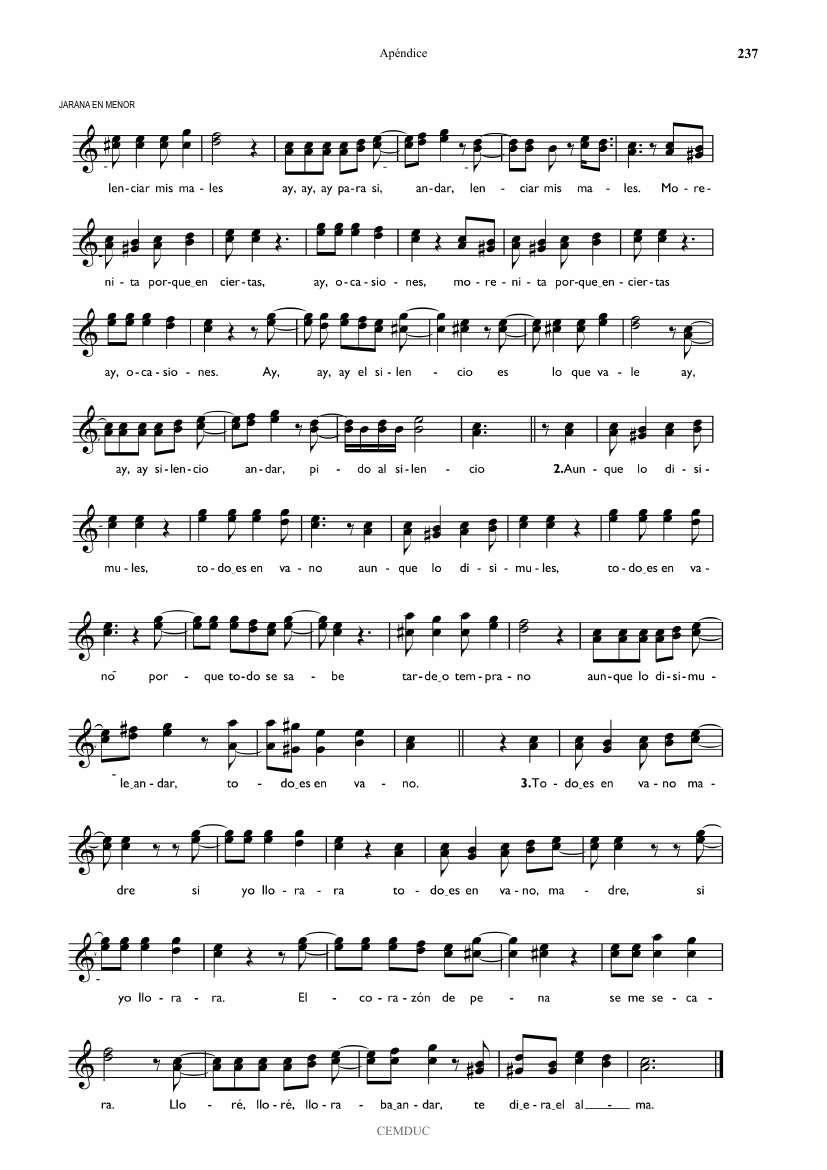 Apéndice 237
JARANA EN MENOR
len-ciar mis ma-les ay, ay, ay pa-ra si, an-dar, len-ciar mis ma-les. Mo-re-
ni-ta por-que_en cier-tas, ay, o-ca-sio-nes, mo-re-ni-ta por-que_en-cier-tas
ay, o-ca-sio-nes. Ay, ay, ay el si-len-cio es lo que va-le ay,
ay, ay si-len-cio an-dar, pi-do al si-len-cio 2.Aun-que lo di-si-
mu-les, to-do_es en va-no aun-que lo di-si-mu-les, to-do_es en va-
no por-que to-do se sa-be tar-de_o tem-pra-no aun-que lo di-si-mu-
le_an-dar, to-do_es en va-no. 3.To-do_es en va-no ma-
dre si yo llo-ra-ra to-do_es en va-no, ma-dre, si
yo llo-ra-ra. El-co-ra-zón de pe-na se me se-ca-
ra. Llo-ré, llo-ré, llo-ra-ba_an-dar, te di_e-ra_el al_-_ma.
CEMDUC